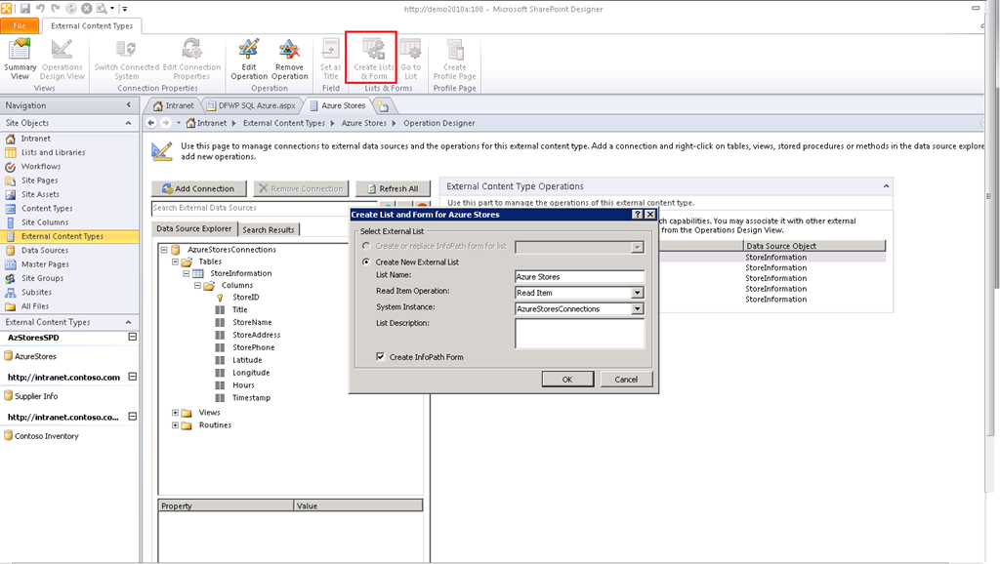 http://demo2010a:100 - Microsoft SharePoint Designer
File
External Content Types
Summary View
Operations Design View
Views
Switch Connected System
Edit Connection Properties
Connection Properties
Edit Operation
Remove Operation
Operation
Set as Title
Field
Create Lists & Form
Go to List
Lists & Forms
Create Profile Page
Profile Page
Navigation
Site Objects
Intranet
Lists and Libraries
Workflows
Site Pages
Site Assets
Content Types
Site Columns
External Content Types
Data Sources
Master Pages
Site Groups
Subsites
All Files
External Content Types
AzStoresSPD
AzureStores
http://intranet.contoso.com
Supplier Info
http://intranet.contoso.co...
Contoso Inventory
Intranet
DFWP SQL Azure.aspx
Azure Stores
Intranet
External Content Types
Azure Stores
Operation Designer
Use this page to manage connections to external data sources and the operations for this external content type. Add a connection and right-click on tables, views, stored procedures or methods in the data source explore
add new operations.
Add Connection
Remove Connection
Refresh All
Search External Data Sources
Data Source Explorer
Search Results
AzureStoresConnections
Tables
StoreInformation
Columns
StoreID
Title
StoreName
StoreAddress
StorePhone
Latitude
Longitude
Hours
Timestamp
Views
Routines
Property
Value
External Content Type Operations
Use this part to manage the operations of this external content type.
ch capabilities. You may associate it with other external
from the Operations Design View.
Data Source Object
StoreInformation
StoreInformation
StoreInformation
StoreInformation
StoreInformation
Create List and Form for Azure Stores
Select External List
Create or replace InfoPath form for list
Create New External List
List Name:
Azure Stores
Read Item Operation:
Read Item
System Instance:
AzureStoresConnections
List Description:
Create InfoPath Form
OK
Cancel